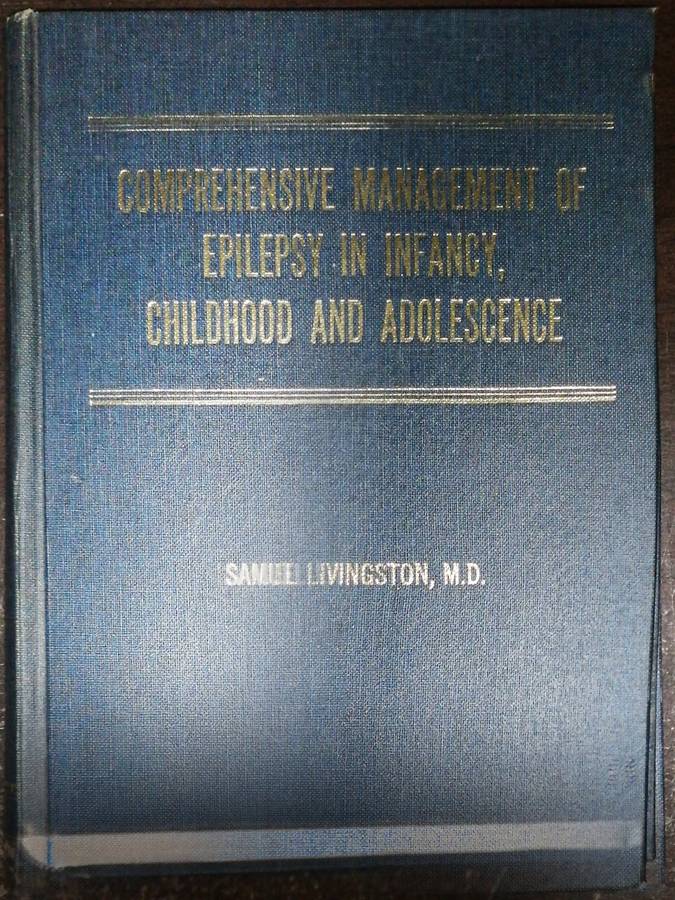 COMPREHENSIVE MANAGEMENT OF
EPILEPSY IN INFANCY,
CHILDHOOD AND ADOLESCENCE
SAMUEL LIVINGSTON, M.D.